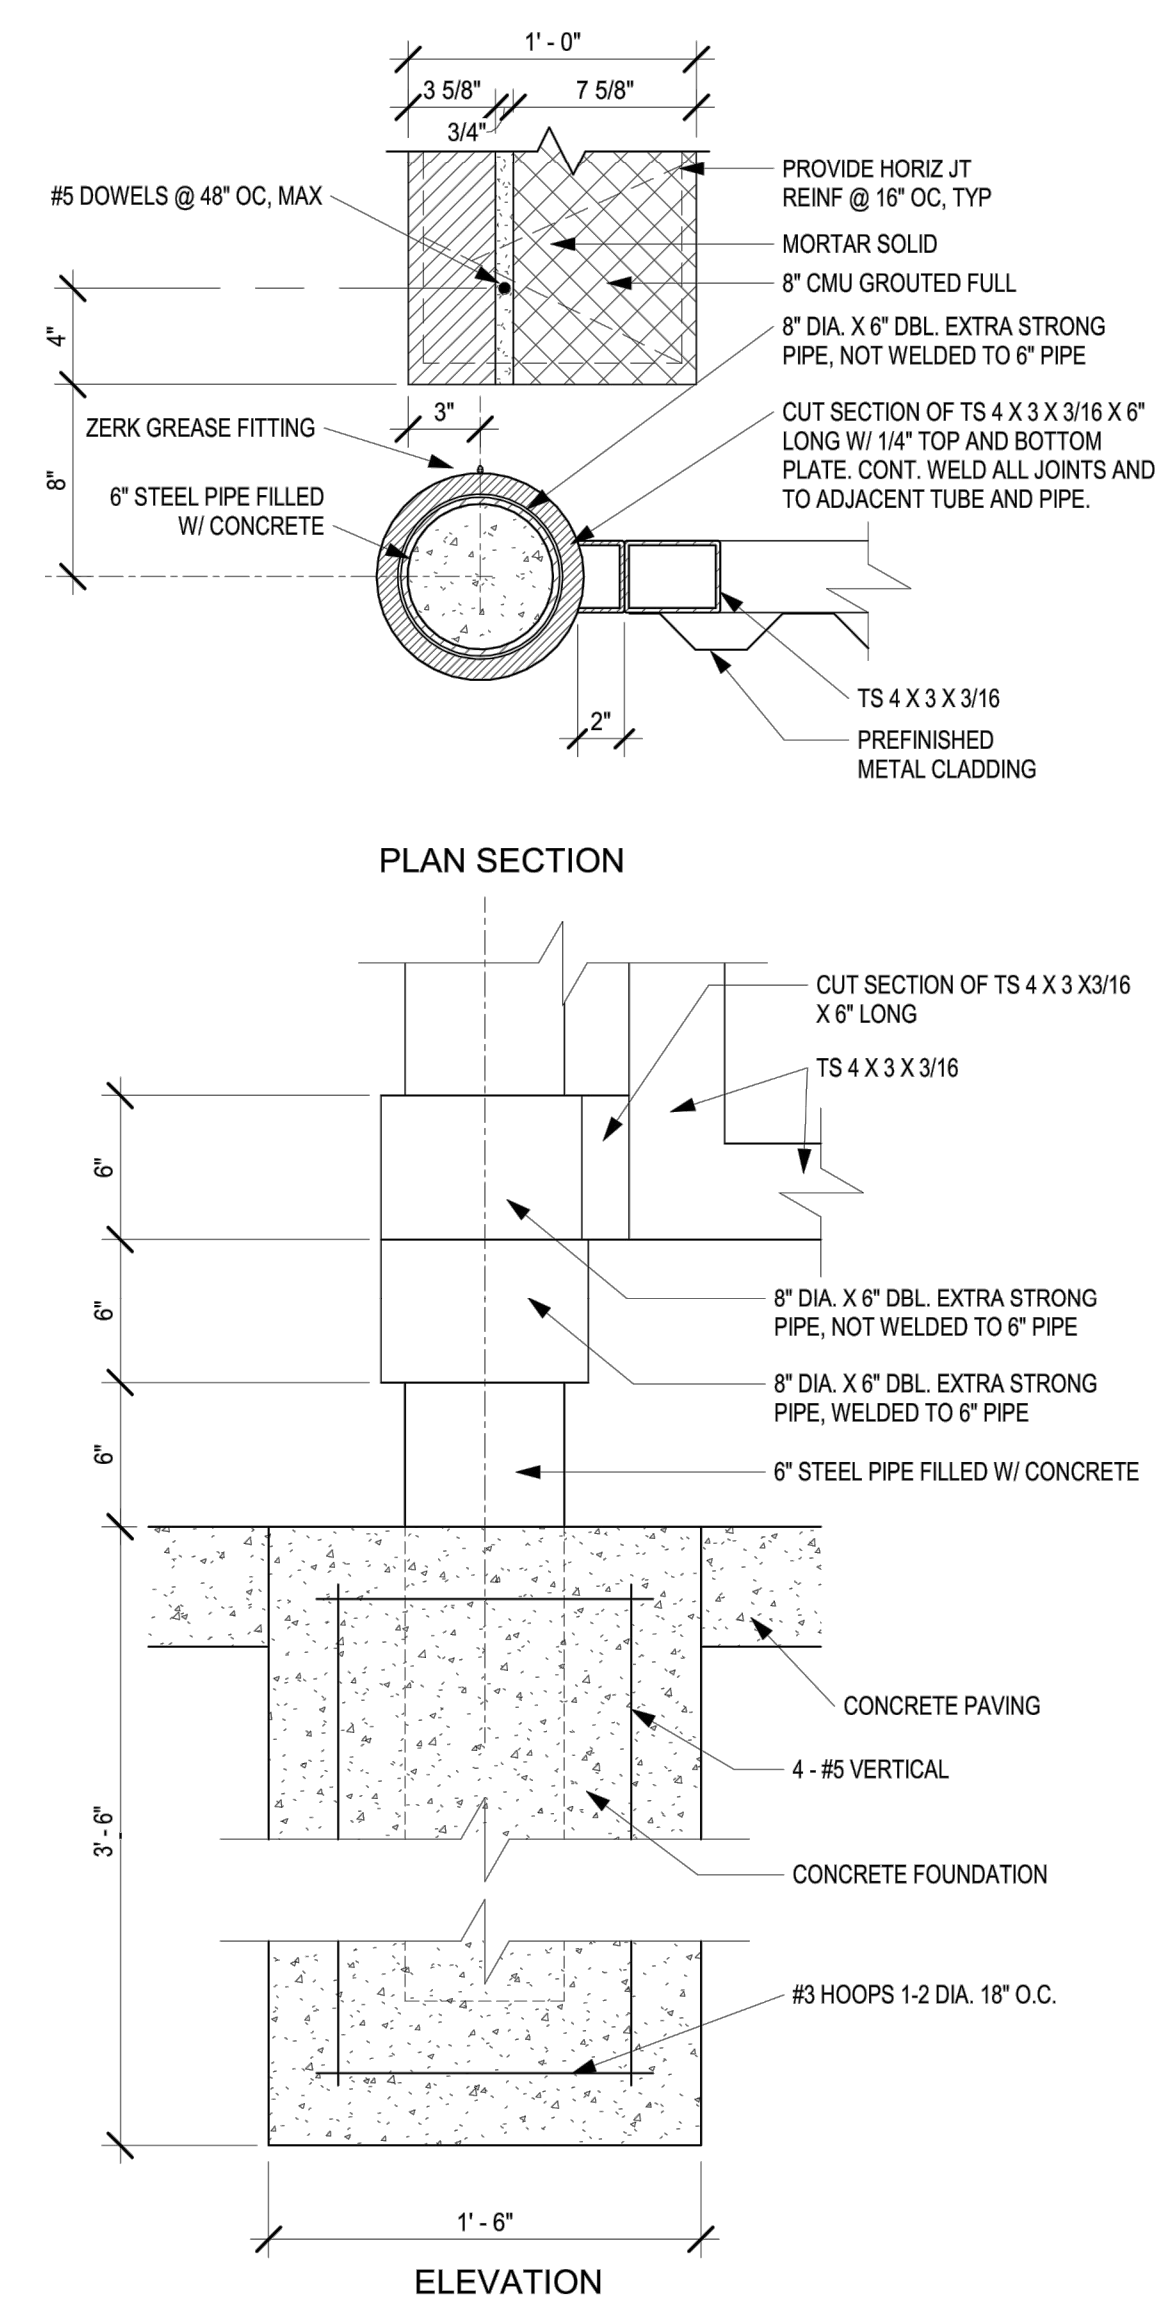 1' - 0"
3 5/8"
7 5/8"
3/4"
PROVIDE HORIZ JT
REINF @ 16" OC, TYP
#5 DOWELS @ 48" OC, MAX
MORTAR SOLID
8" CMU GROUTED FULL
8" DIA. X 6" DBL. EXTRA STRONG
PIPE, NOT WELDED TO 6" PIPE
4"
3"
CUT SECTION OF TS 4 X 3 X 3/16 X 6"
LONG W/ 1/4" TOP AND BOTTOM
PLATE. CONT. WELD ALL JOINTS AND
TO ADJACENT TUBE AND PIPE.
ZERK GREASE FITTING
8"
6" STEEL PIPE FILLED
W/ CONCRETE
TS 4 X 3 X 3/16
2"
PREFINISHED
METAL CLADDING
PLAN SECTION
CUT SECTION OF TS 4 X 3 X3/16
X 6" LONG
TS 4 X 3 X 3/16
6"
6"
8" DIA. X 6" DBL. EXTRA STRONG
PIPE, NOT WELDED TO 6" PIPE
8" DIA. X 6" DBL. EXTRA STRONG
PIPE, WELDED TO 6" PIPE
6"
6" STEEL PIPE FILLED W/ CONCRETE
CONCRETE PAVING
4 - #5 VERTICAL
3' - 6"
CONCRETE FOUNDATION
#3 HOOPS 1-2 DIA. 18" O.C.
1' - 6"
ELEVATION